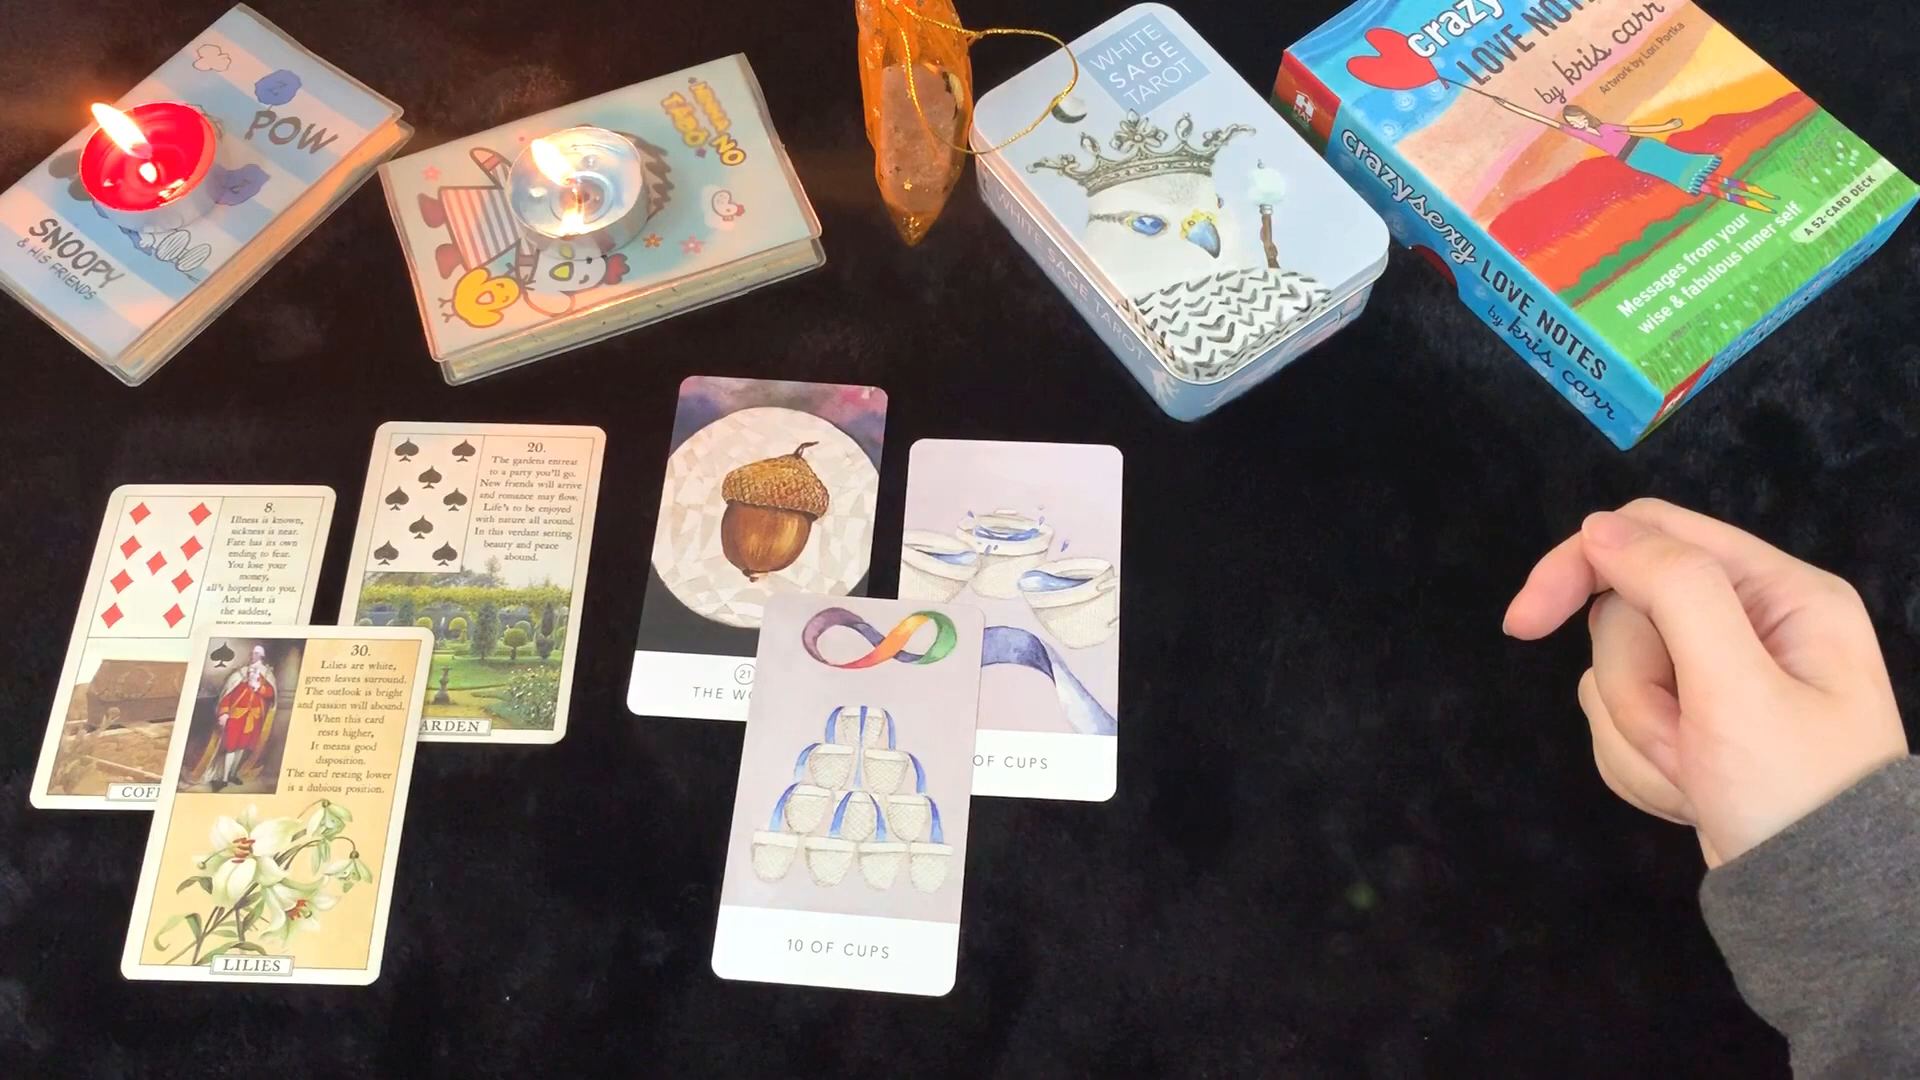 POW
SNOOPY
& HIS FRIENDS
TARŌ
WHITE
SAGE
TAROT
WHITE SAGE TAROT
crazy
LOVE NOT
by kris carr
Artwork by Lori Portka
Messages from your
wise & fabulous inner self
A 52-CARD DECK
crazy sexy LOVE NOTES
by kris carr
8.
Illness is known,
sickness is near.
Fate has its own
ending to fear.
You lose your
money,
all's hopeless to you.
And what is
the saddest,
COF
20.
The gardens entreat
to a party you'll go.
New friends will arrive
and romance may flow.
Life's to be enjoyed
with nature all around.
In this verdant setting
beauty and peace
abound.
ARDEN
30.
Lilies are white,
green leaves surround.
The outlook is bright
and passion will abound.
When this card
rests higher,
It means good
disposition.
The card resting lower
is a dubious position.
LILIES
21
THE WO
OF CUPS
10 OF CUPS